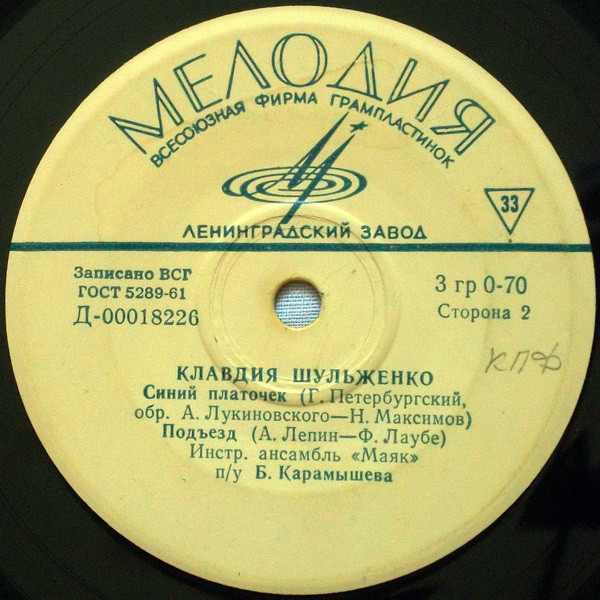 МЕЛОДИЯ
ВСЕСОЮЗНАЯ ФИРМА ГРАМПЛАСТИНОК
ЛЕНИНГРАДСКИЙ ЗАВОД
33
Записано ВСГ
ГОСТ 5289-61
Д-00018226
3 гр 0-70
Сторона 2
КПФ
КЛАВДИЯ ШУЛЬЖЕНКО
Синий платочек (Г. Петербургский,
обр. А. Лукиновского—Н. Максимов)
Подъезд (А. Лепин—Ф. Лаубе)
Инстр. ансамбль «Маяк»
п/у Б. Карамышева